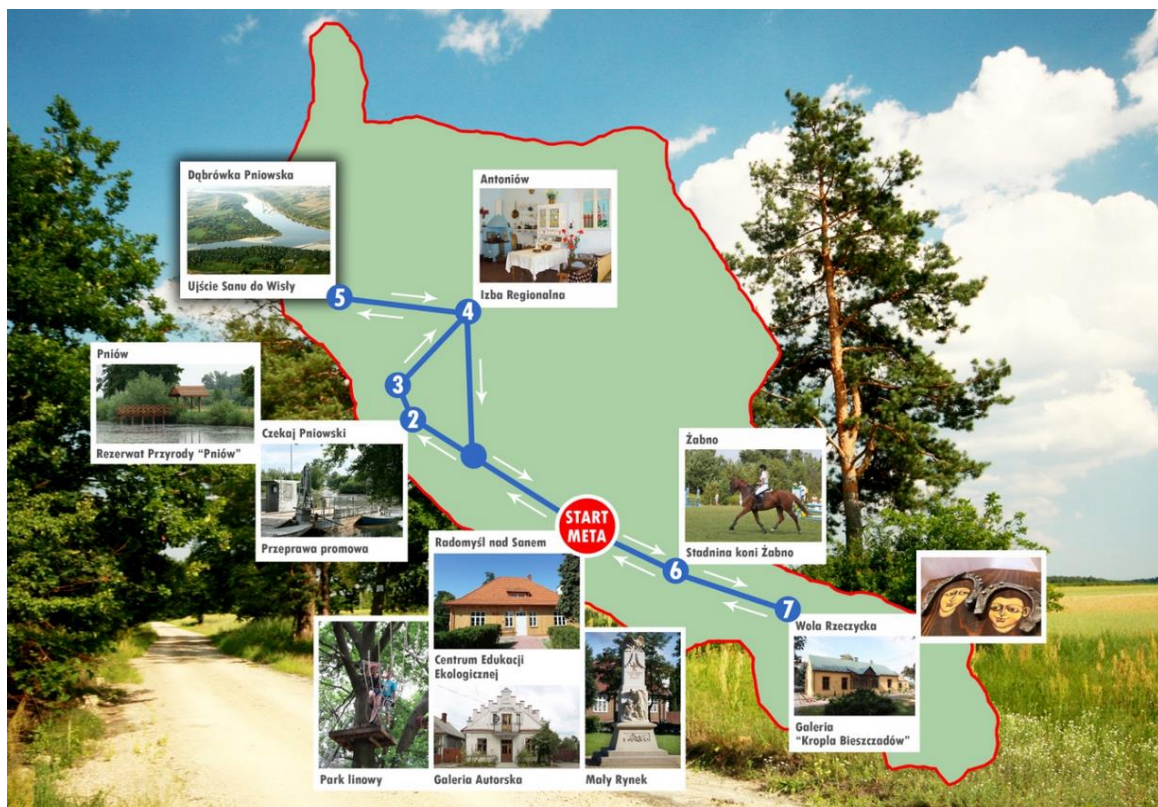 Dąbrówka Pniowska
Ujście Sanu do Wisły
Antoniów
Izba Regionalna
5
4
3
2
Pniów
Rezerwat Przyrody "Pniów"
Czekaj Pniowski
Przeprawa promowa
START
META
Żabno
Stadnina koni Żabno
6
7
Radomyśl nad Sanem
Centrum Edukacji
Ekologicznej
Park linowy
Galeria Autorska
Mały Rynek
Wola Rzeczycka
Galeria
"Kropla Bieszczadów"